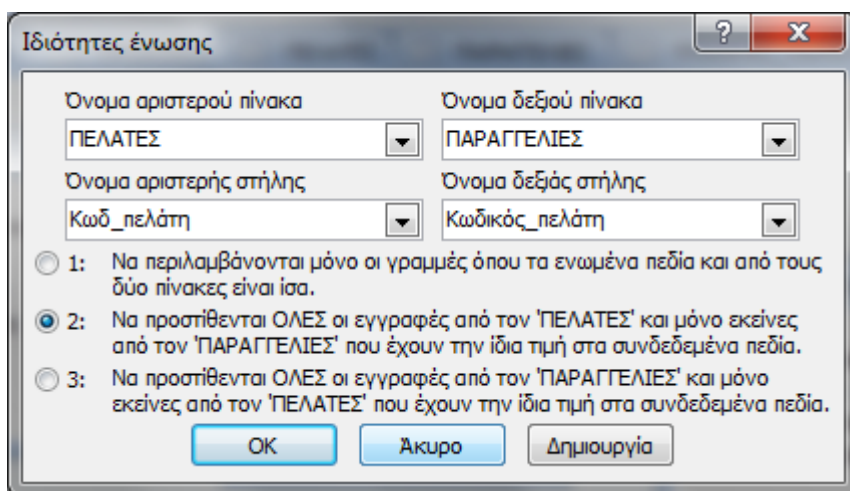 Ιδιότητες ένωσης
Όνομα αριστερού πίνακα
Όνομα δεξιού πίνακα
ΠΕΛΑΤΕΣ
ΠΑΡΑΓΓΕΛΙΕΣ
Όνομα αριστερής στήλης
Όνομα δεξιάς στήλης
Κωδ_πελάτη
Κωδικός_πελάτη
1: Να περιλαμβάνονται μόνο οι γραμμές όπου τα ενωμένα πεδία και από τους
δύο πίνακες είναι ίσα.
2: Να προστίθενται ΟΛΕΣ οι εγγραφές από τον 'ΠΕΛΑΤΕΣ' και μόνο εκείνες
από τον 'ΠΑΡΑΓΓΕΛΙΕΣ' που έχουν την ίδια τιμή στα συνδεδεμένα πεδία.
3: Να προστίθενται ΟΛΕΣ οι εγγραφές από τον 'ΠΑΡΑΓΓΕΛΙΕΣ' και μόνο
εκείνες από τον 'ΠΕΛΑΤΕΣ' που έχουν την ίδια τιμή στα συνδεδεμένα πεδία.
OK
Άκυρο
Δημιουργία